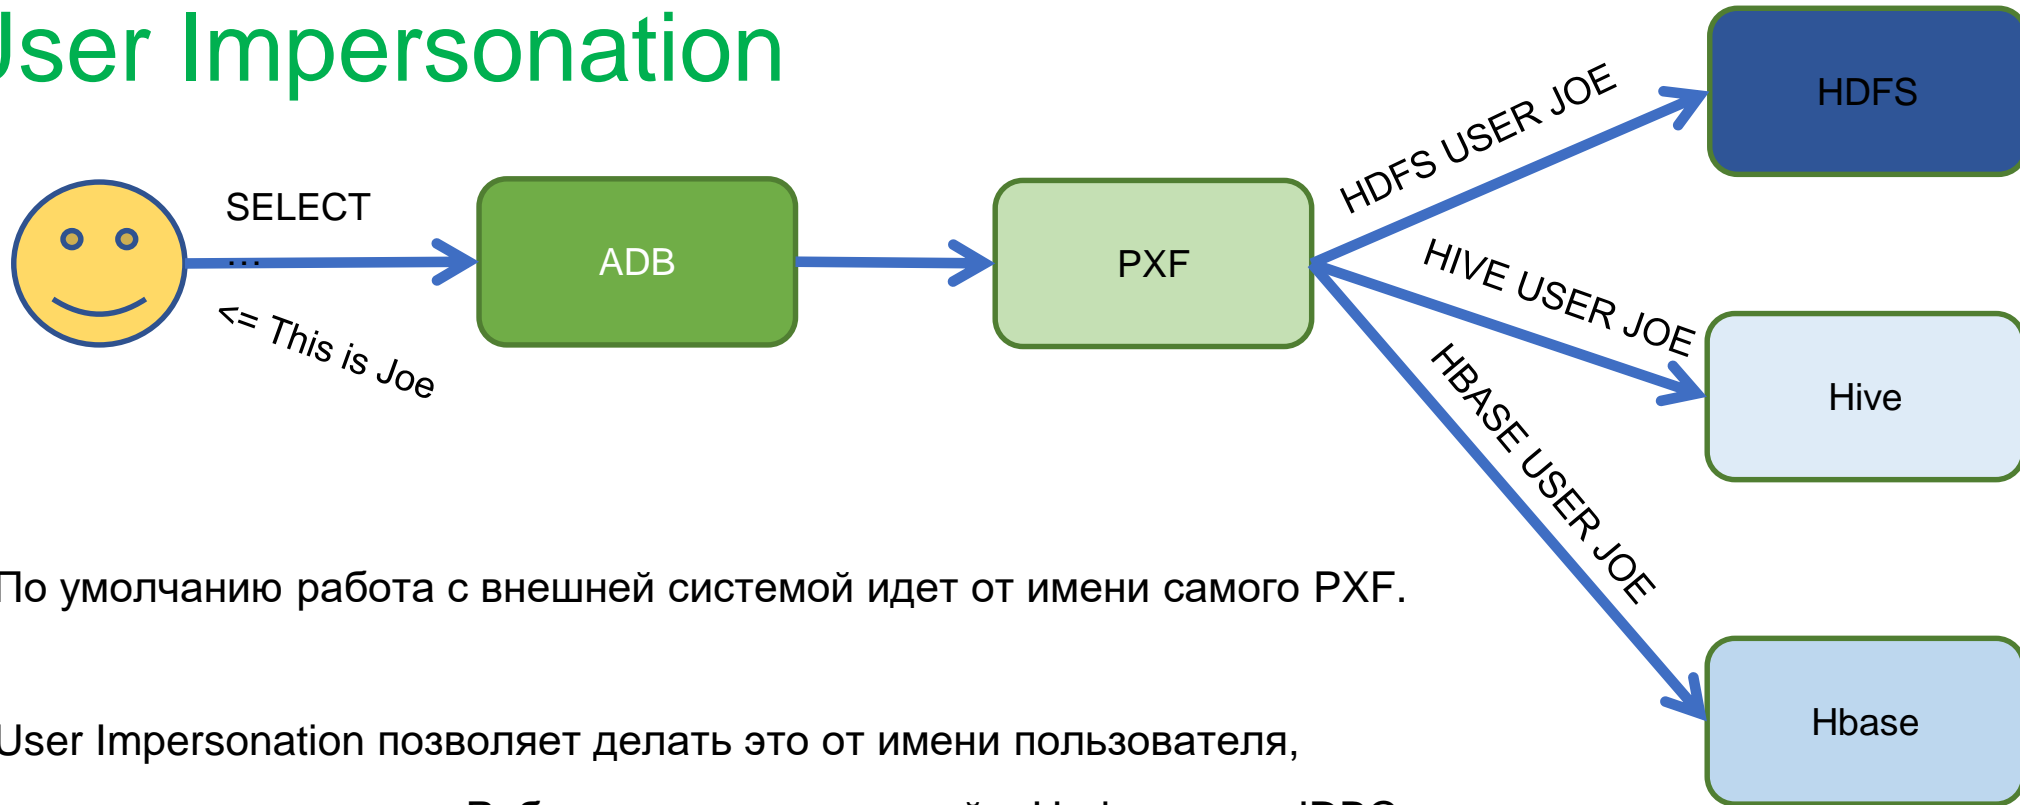 User Impersonation
SELECT
...
<= This is Joe
ADB
PXF
HDFS USER JOE
HIVE USER JOE
HBASE USER JOE
HDFS
Hive
Hbase
По умолчанию работа с внешней системой идет от имени самого PXF.
User Impersonation позволяет делать это от имени пользователя,